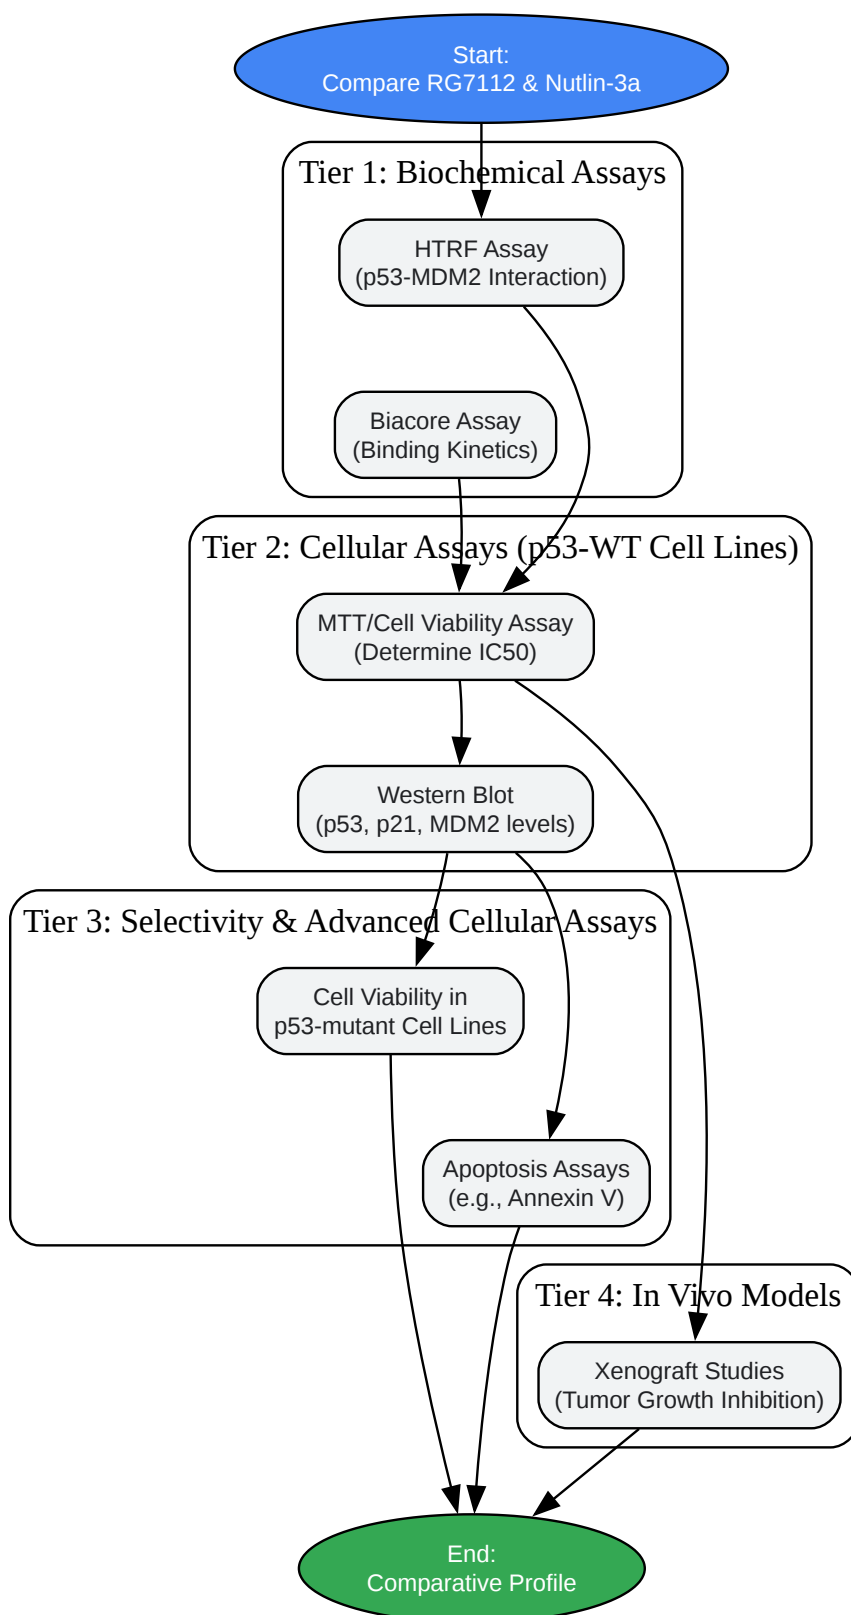 Start:
Compare RG7112 & Nutlin-3a
Tier 1: Biochemical Assays
HTRF Assay
(p53-MDM2 Interaction)
Biacore Assay
(Binding Kinetics)
Tier 2: Cellular Assays (p53-WT Cell Lines)
MTT/Cell Viability Assay
(Determine IC50)
Western Blot
(p53, p21, MDM2 levels)
Tier 3: Selectivity & Advanced Cellular Assays
Cell Viability in
p53-mutant Cell Lines
Apoptosis Assays
(e.g., Annexin V)
Tier 4: In Vivo Models
Xenograft Studies
(Tumor Growth Inhibition)
End:
Comparative Profile